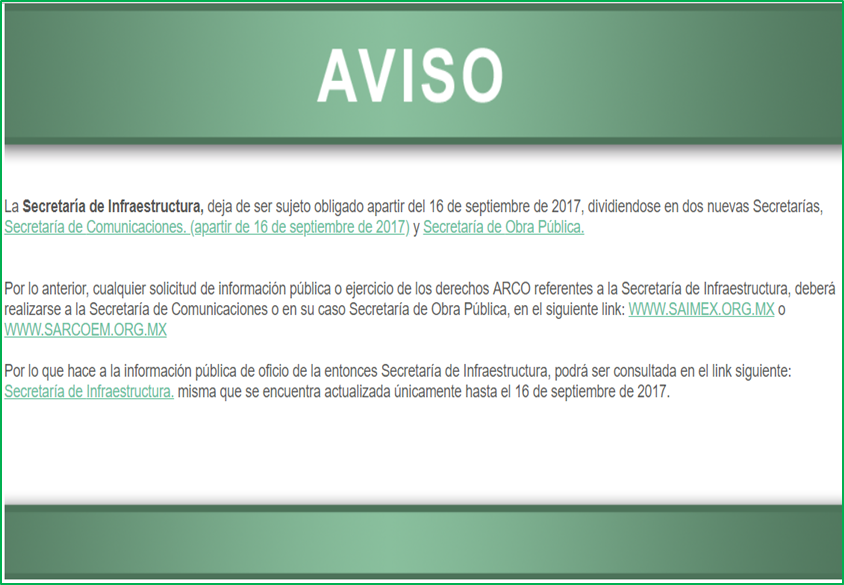 AVISO
La Secretaría de Infraestructura, deja de ser sujeto obligado apartir del 16 de septiembre de 2017, dividiendose en dos nuevas Secretarías,
Secretaría de Comunicaciones. (apartir de 16 de septiembre de 2017) y Secretaría de Obra Pública.
Por lo anterior, cualquier solicitud de información pública o ejercicio de los derechos ARCO referentes a la Secretaría de Infraestructura, deberá
realizarse a la Secretaría de Comunicaciones o en su caso Secretaría de Obra Pública, en el siguiente link: WWW.SAIMEX.ORG.MX o
WWW.SARCOEM.ORG.MX
Por lo que hace a la información pública de oficio de la entonces Secretaría de Infraestructura, podrá ser consultada en el link siguiente:
Secretaría de Infraestructura. misma que se encuentra actualizada únicamente hasta el 16 de septiembre de 2017.